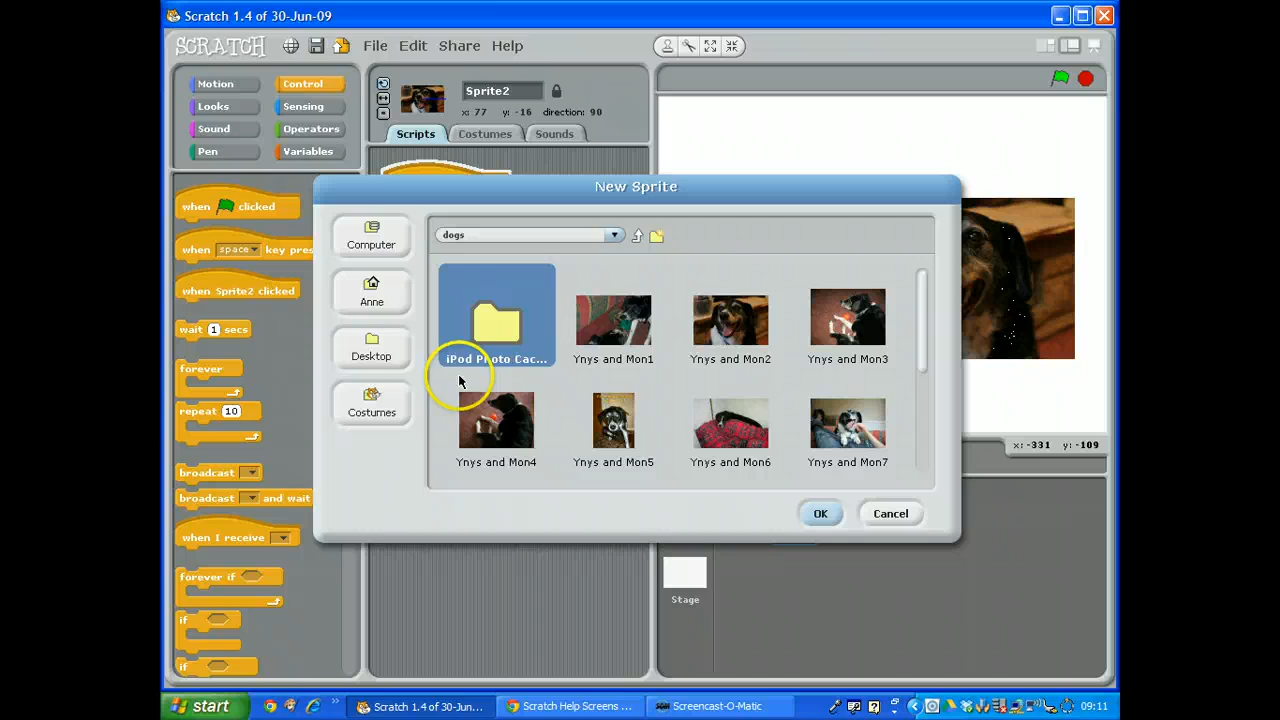 Scratch 1.4 of 30-Jun-09
SCRATCH File Edit Share Help
Motion Control
Looks Sensing
Sound Operators
Pen Variables
Sprite2
x: 77 y: -16 direction: 90
Scripts Costumes Sounds
when clicked
when space key pres
when Sprite2 clicked
wait 1 secs
forever
repeat 10
broadcast
broadcast and wait
when I receive
forever if
if
if
New Sprite
Computer
Anne
Desktop
Costumes
dogs
iPod Photo Cac...
Ynys and Mon1
Ynys and Mon2
Ynys and Mon3
Ynys and Mon4
Ynys and Mon5
Ynys and Mon6
Ynys and Mon7
OK Cancel
x: -331 y: -109
Stage
start
Scratch 1.4 of 30-Jun...
Scratch Help Screens ...
Screencast-O-Matic
09:11